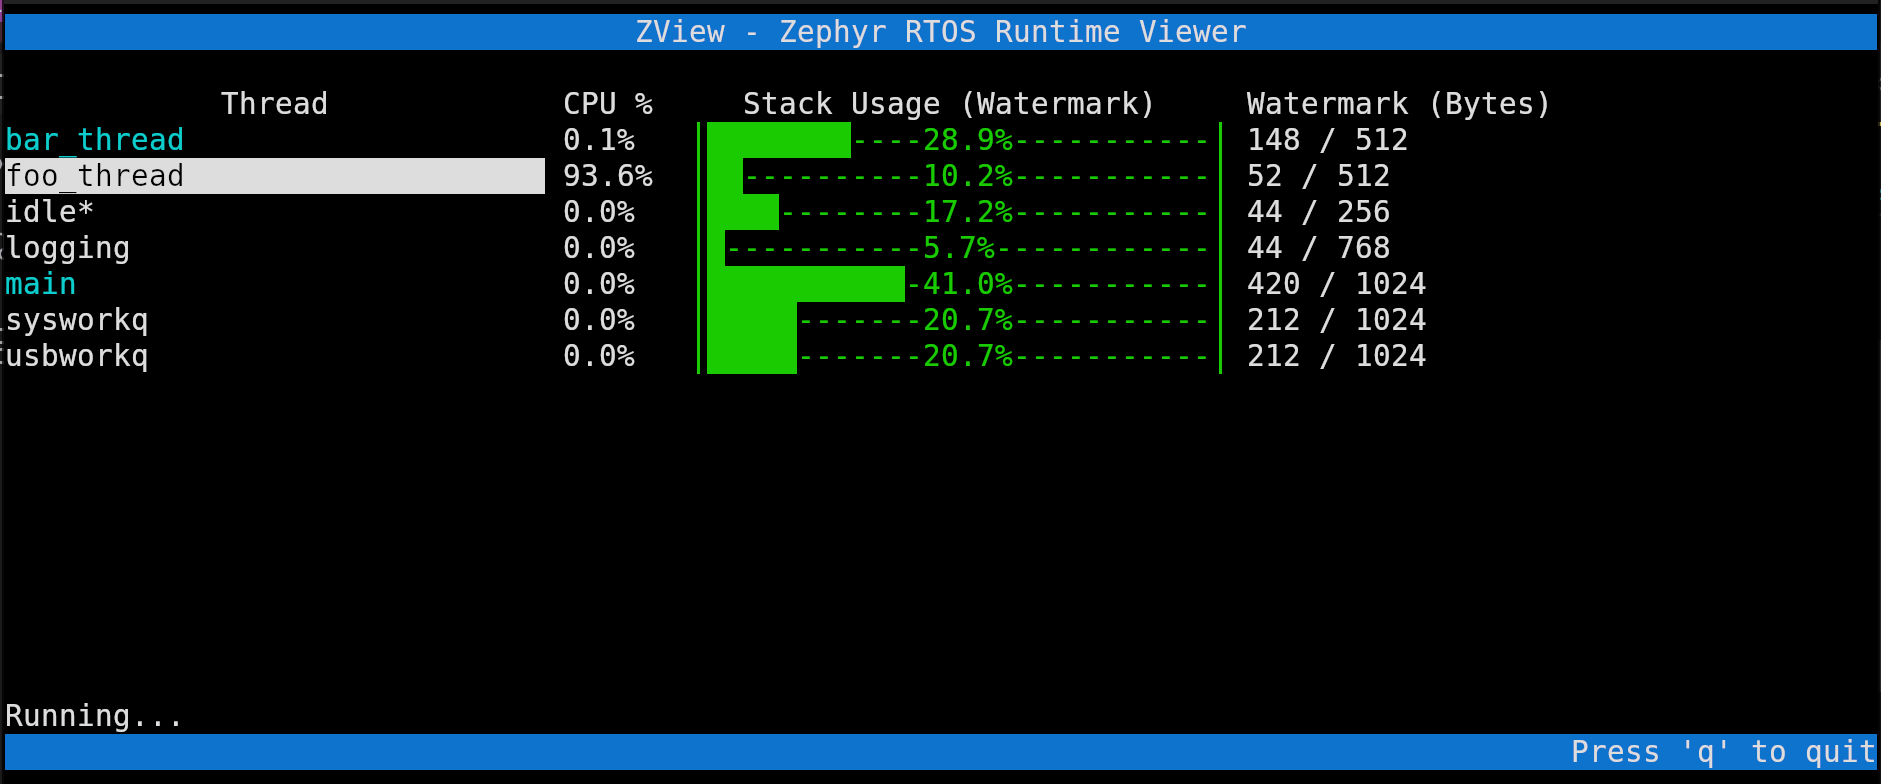 ZView - Zephyr RTOS Runtime Viewer
Thread CPU % Stack Usage (Watermark) Watermark (Bytes)
bar_thread 0.1% |----28.9%-----------| 148 / 512
foo_thread 93.6% |----------10.2%-----------| 52 / 512
idle* 0.0% |--------17.2%-----------| 44 / 256
logging 0.0% |-----------5.7%------------| 44 / 768
main 0.0% |-41.0%-----------| 420 / 1024
sysworkq 0.0% |-------20.7%-----------| 212 / 1024
usbworkq 0.0% |-------20.7%-----------| 212 / 1024
Running...
Press 'q' to quit